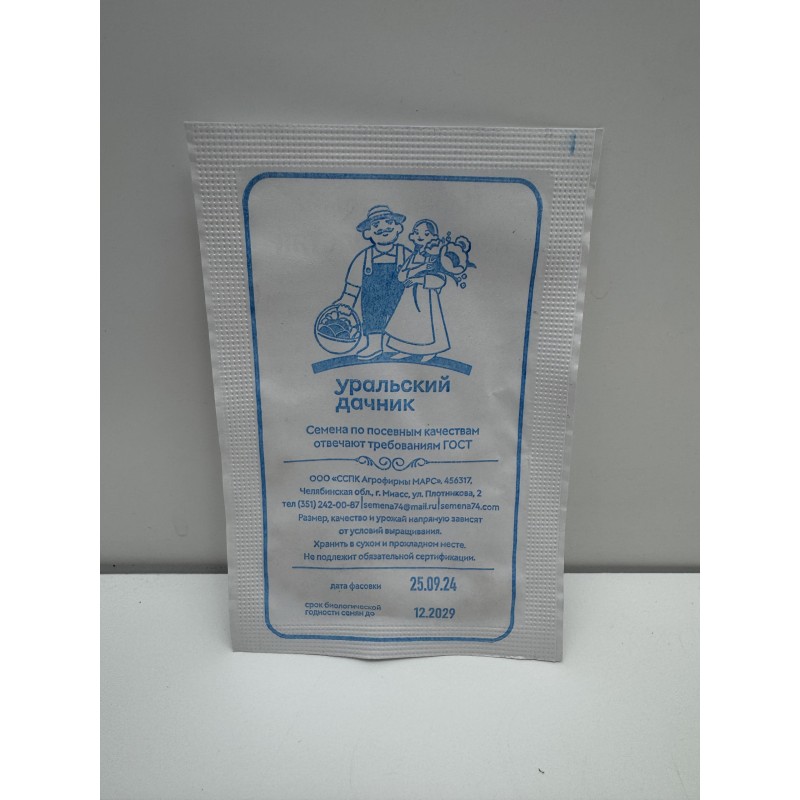 уральский
дачник
Семена по посевным качествам
отвечают требованиям ГОСТ
ООО «ССПК Агрофирмы МАРС». 456317,
Челябинская обл., г. Миасс, ул. Плотникова, 2
тел (351) 242-00-87|semena74@mail.ru|semena74.com
Размер, качество и урожай напрямую зависят
от условий выращивания.
Хранить в сухом и прохладном месте.
Не подлежит обязательной сертификации.
дата фасовки 25.09.24
срок биологической
годности семян до 12.2029